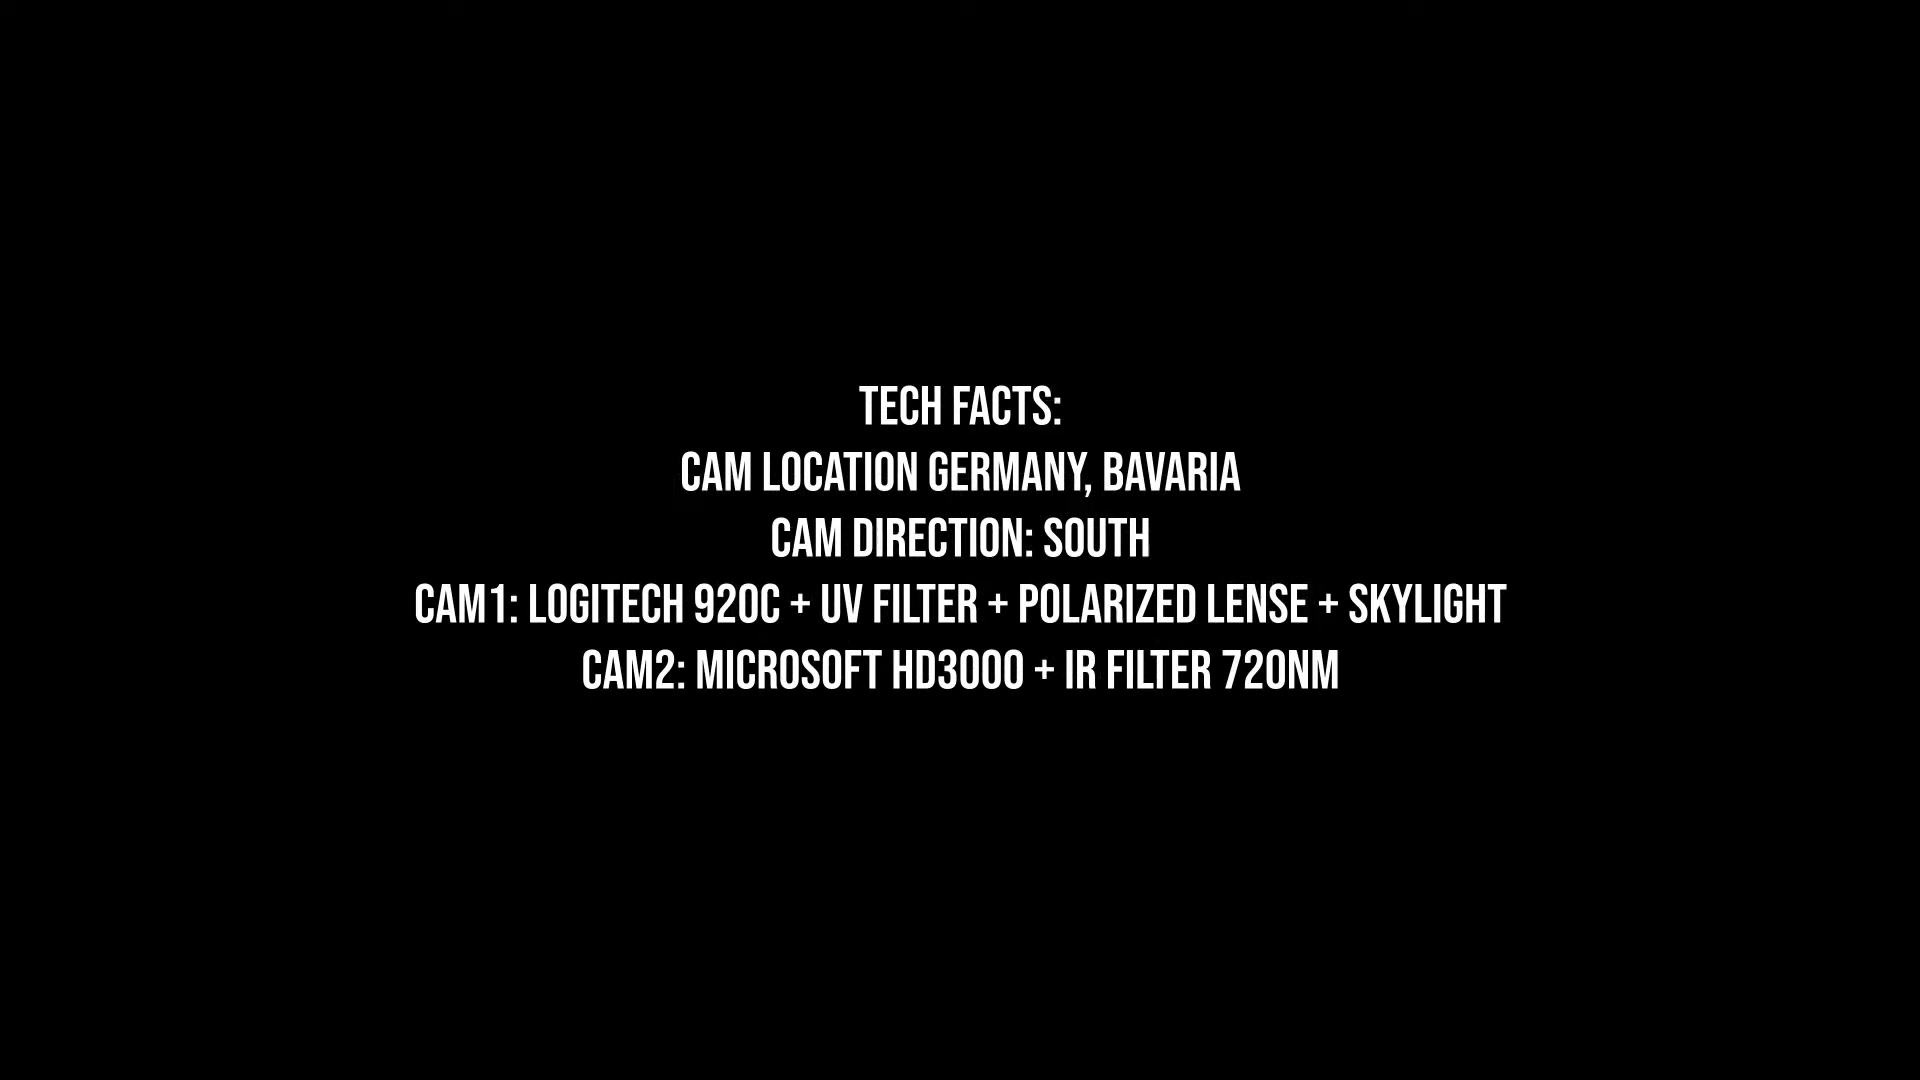 TECH FACTS:
CAM LOCATION GERMANY, BAVARIA
CAM DIRECTION: SOUTH
CAM1: LOGITECH 920C + UV FILTER + POLARIZED LENSE + SKYLIGHT
CAM2: MICROSOFT HD3000 + IR FILTER 720NM